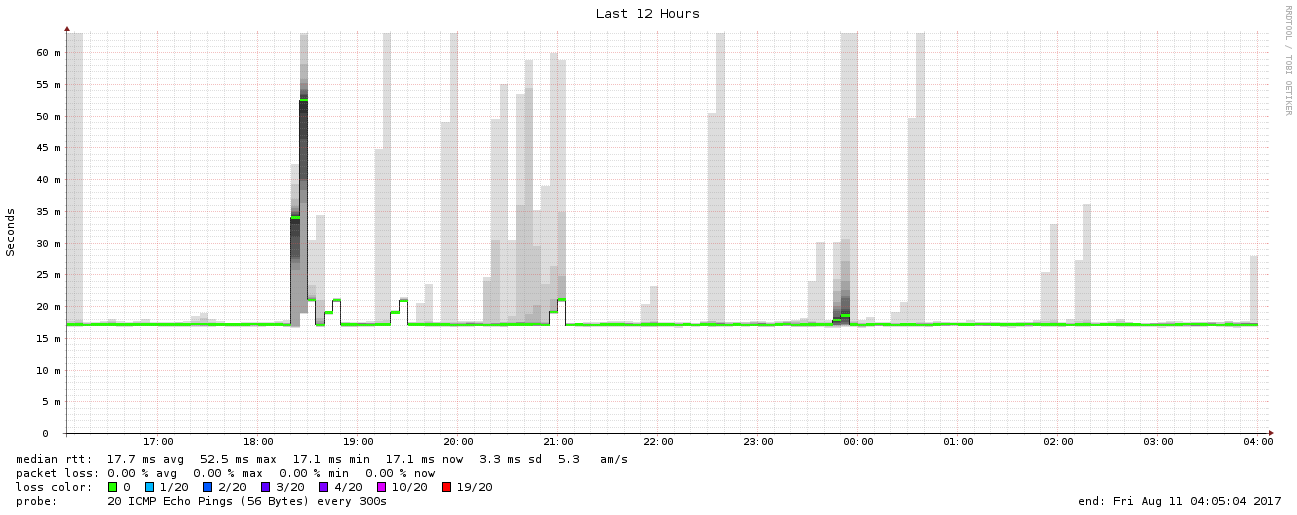 Last 12 Hours
RRDTOOL / TOBI OETIKER
Seconds
60 m
55 m
50 m
45 m
40 m
35 m
30 m
25 m
20 m
15 m
10 m
5 m
0
17:00 18:00 19:00 20:00 21:00 22:00 23:00 00:00 01:00 02:00 03:00 04:00
median rtt: 17.7 ms avg 52.5 ms max 17.1 ms min 17.1 ms now 3.3 ms sd 5.3 am/s
packet loss: 0.00 % avg 0.00 % max 0.00 % min 0.00 % now
loss color: 0 1/20 2/20 3/20 4/20 10/20 19/20
probe: 20 ICMP Echo Pings (56 Bytes) every 300s end: Fri Aug 11 04:05:04 2017